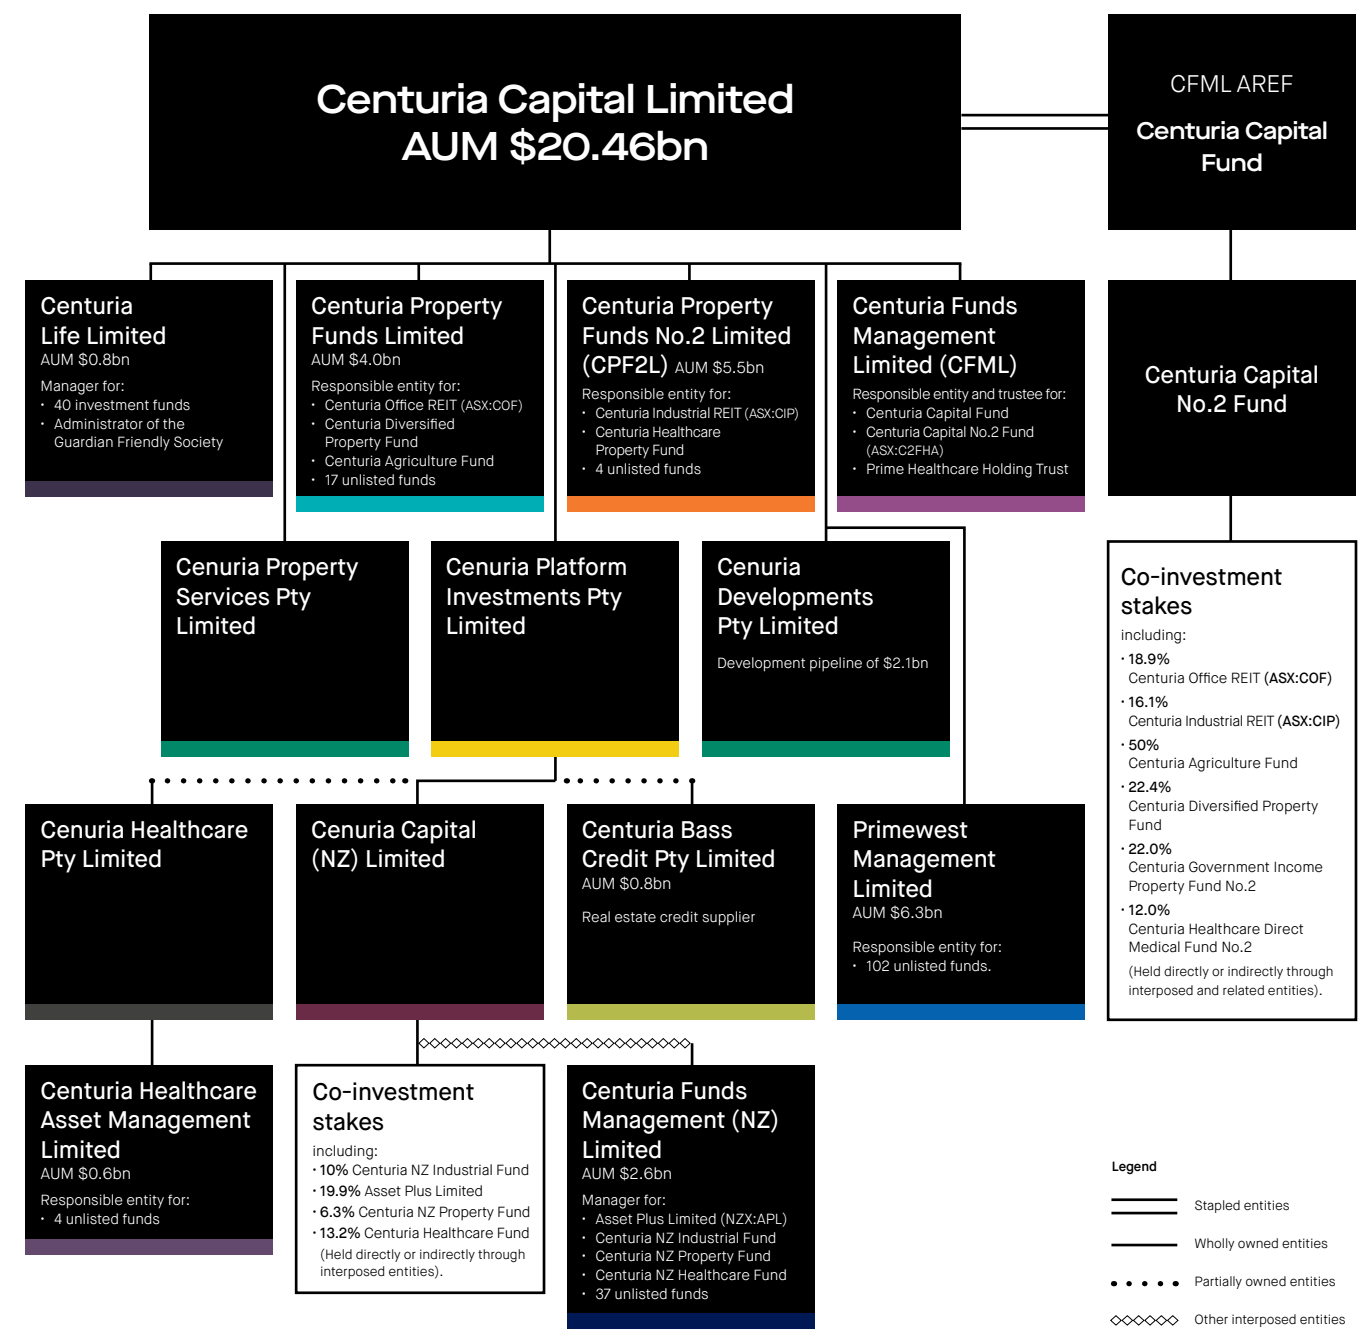 Centuria Capital Limited
AUM $20.46bn
CFML AREF
Centuria Capital
Fund
Centuria
Life Limited
AUM $0.8bn
Manager for:
• 40 investment funds
• Administrator of the
Guardian Friendly Society
Centuria Property
Funds Limited
AUM $4.0bn
Responsible entity for:
• Centuria Office REIT (ASX:COF)
• Centuria Diversified
Property Fund
• Centuria Agriculture Fund
• 17 unlisted funds
Centuria Property
Funds No.2 Limited
(CPF2L) AUM $5.5bn
Responsible entity for:
• Centuria Industrial REIT (ASX:CIP)
• Centuria Healthcare
Property Fund
• 4 unlisted funds
Centuria Funds
Management
Limited (CFML)
Responsible entity and trustee for:
• Centuria Capital Fund
• Centuria Capital No.2 Fund
(ASX:C2FHA)
• Prime Healthcare Holding Trust
Centuria Capital
No.2 Fund
Cenuria Property
Services Pty
Limited
Cenuria Platform
Investments Pty
Limited
Cenuria
Developments
Pty Limited
Development pipeline of $2.1bn
Co-investment
stakes
including:
• 18.9%
Centuria Office REIT (ASX:COF)
• 16.1%
Centuria Industrial REIT (ASX:CIP)
• 50%
Centuria Agriculture Fund
• 22.4%
Centuria Diversified Property
Fund
• 22.0%
Centuria Government Income
Property Fund No.2
• 12.0%
Centuria Healthcare Direct
Medical Fund No.2
(Held directly or indirectly through
interposed and related entities).
Cenuria Healthcare
Pty Limited
Cenuria Capital
(NZ) Limited
Centuria Bass
Credit Pty Limited
AUM $0.8bn
Real estate credit supplier
Primewest
Management
Limited
AUM $6.3bn
Responsible entity for:
• 102 unlisted funds.
Centuria Healthcare
Asset Management
Limited
AUM $0.6bn
Responsible entity for:
• 4 unlisted funds
Co-investment
stakes
including:
• 10% Centuria NZ Industrial Fund
• 19.9% Asset Plus Limited
• 6.3% Centuria NZ Property Fund
• 13.2% Centuria Healthcare Fund
(Held directly or indirectly through
interposed entities).
Centuria Funds
Management (NZ)
Limited
AUM $2.6bn
Manager for:
• Asset Plus Limited (NZX:APL)
• Centuria NZ Industrial Fund
• Centuria NZ Property Fund
• Centuria NZ Healthcare Fund
• 37 unlisted funds
Legend
Stapled entities
Wholly owned entities
Partially owned entities
Other interposed entities